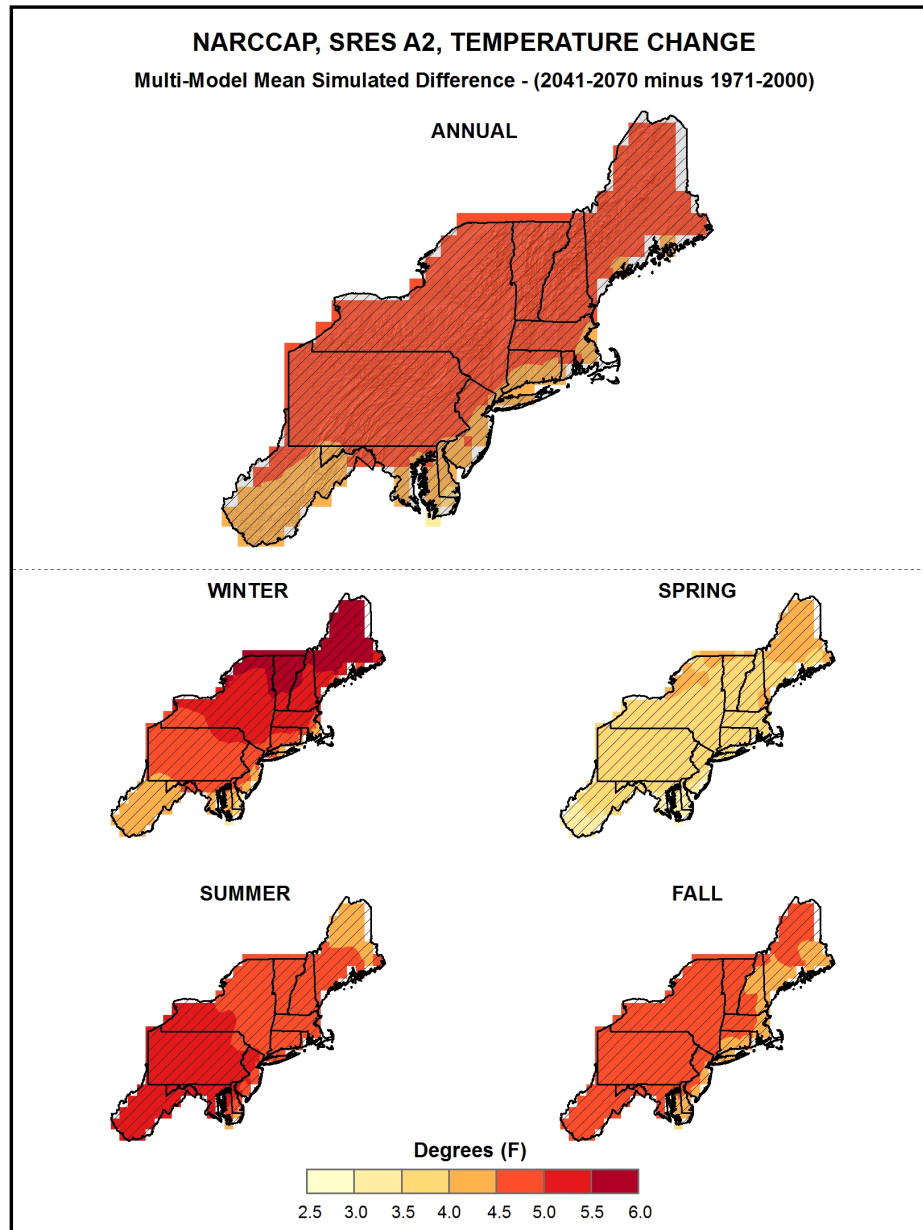 NARCCAP, SRES A2, TEMPERATURE CHANGE
Multi-Model Mean Simulated Difference - (2041-2070 minus 1971-2000)
ANNUAL
WINTER
SPRING
SUMMER
FALL
Degrees (F)
2.5 3.0 3.5 4.0 4.5 5.0 5.5 6.0